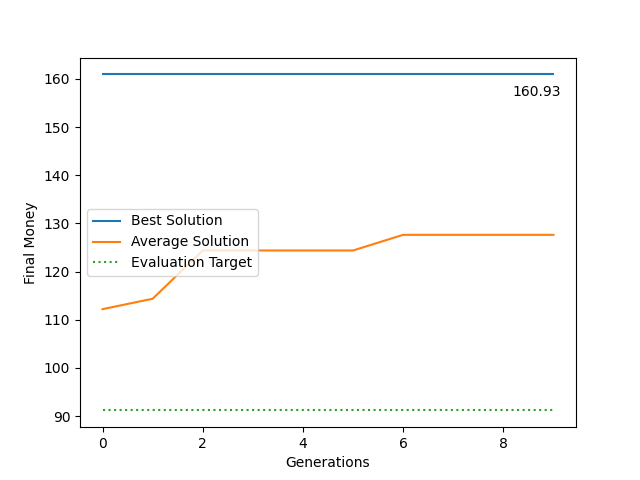 160
150
140
130
120
110
100
90
Final Money
160.93
Best Solution
Average Solution
Evaluation Target
0 2 4 6 8
Generations